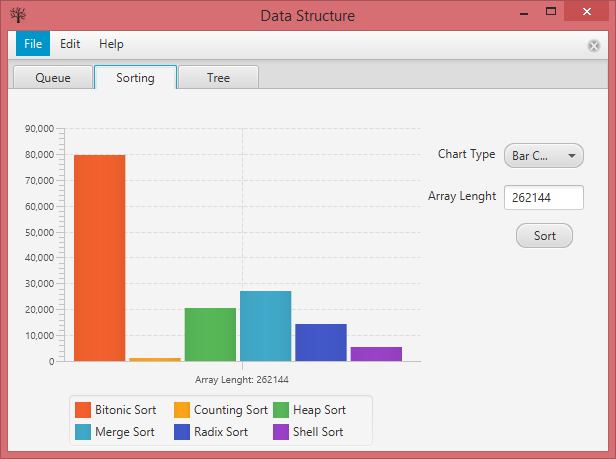 Data Structure
File Edit Help
Queue Sorting Tree
90,000
80,000
70,000
60,000
50,000
40,000
30,000
20,000
10,000
0
Array Lenght: 262144
Bitonic Sort Counting Sort Heap Sort
Merge Sort Radix Sort Shell Sort
Chart Type Bar C...
Array Lenght 262144
Sort